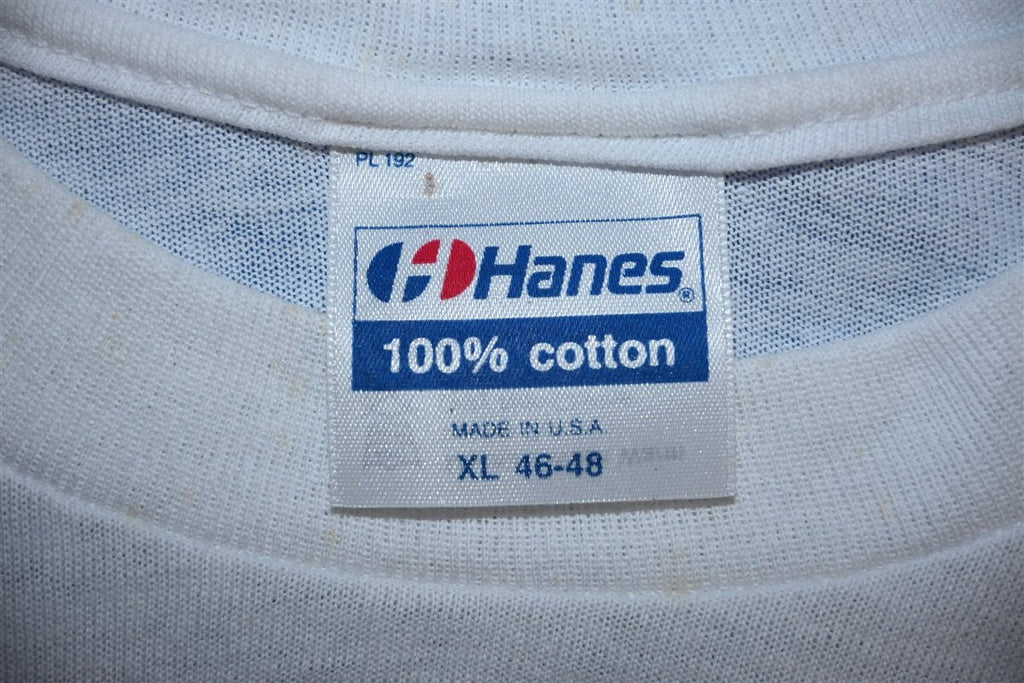 PL 192
Hanes®
100% cotton
MADE IN U.S.A
XL 46-48